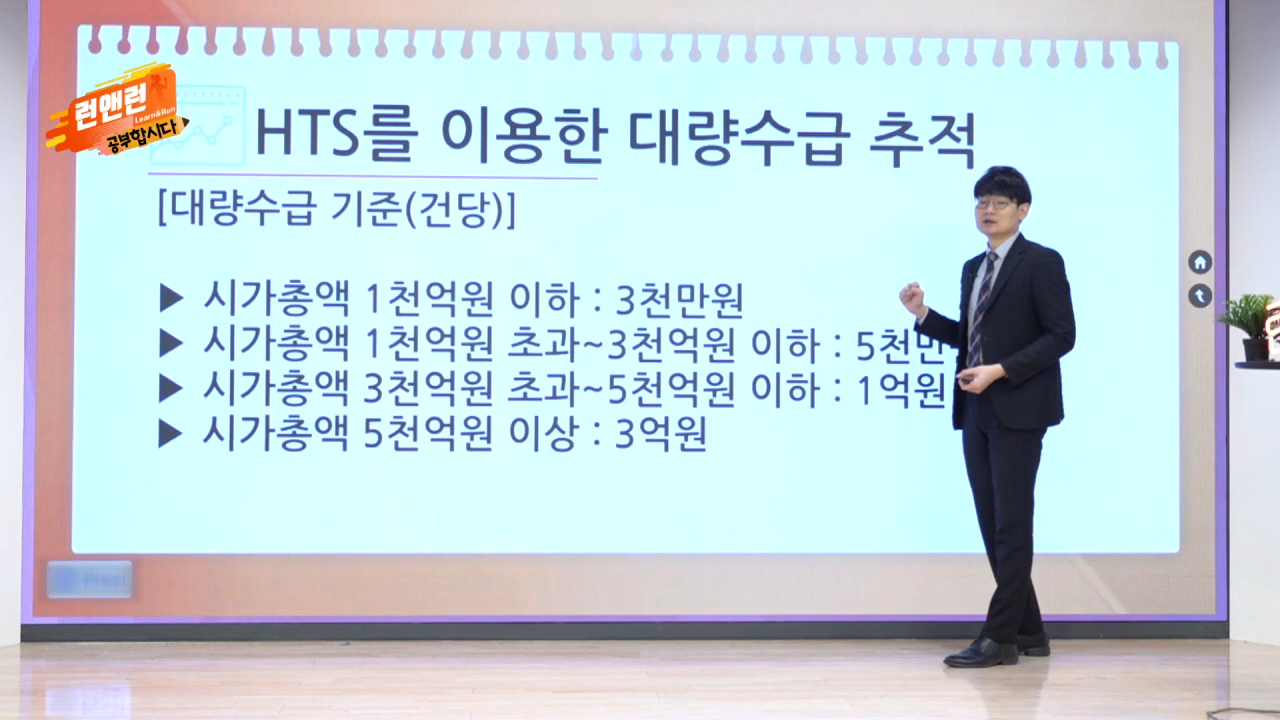 런앤런
Learn&Run
공부합시다
HTS를 이용한 대량수급 추적
[대량수급 기준(건당)]
▶ 시가총액 1천억원 이하 : 3천만원
▶ 시가총액 1천억원 초과~3천억원 이하 : 5천만
▶ 시가총액 3천억원 초과~5천억원 이하 : 1억원
▶ 시가총액 5천억원 이상 : 3억원